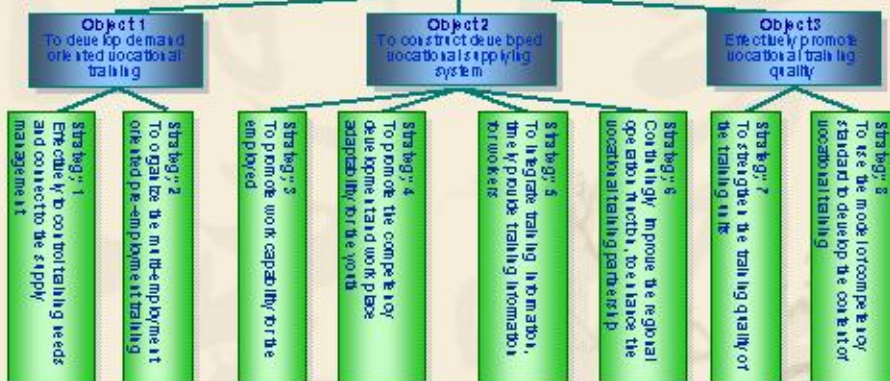 Object 1
To develop demand
oriented vocational
training
Object 2
To construct developed
vocational supplying
system
Object3
Effectively promote
vocational training
quality
Strategy 1
Effectively to control training needs
and connect to the supply
management
Strategy 2
To organize the multi-employment
oriented pre-employment training
Strategy 3
To promote work capability for the
employed
Strategy 4
To promote the competency
development and work place
adaptability for the youth
Strategy 5
To integrate training information,
timely provide training information
for workers
Strategy 6
Continuingly improve the regional
operation function, to enhance the
vocational training partnership
Strategy 7
To strengthen the training quality of
the training units
Strategy 8
To use the model of competency
standard to develop the content of
vocational training